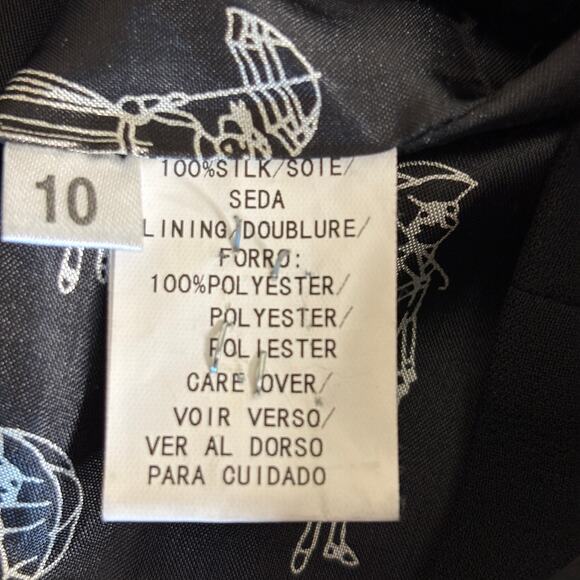 10
100%SILK/SOIE/
SEDA
LINING/DOUBLURE/
FORRO:
100%POLYESTER/
POLYESTER/
POLIESTER
CARE OVER/
VOIR VERSO/
VER AL DORSO
PARA CUIDADO